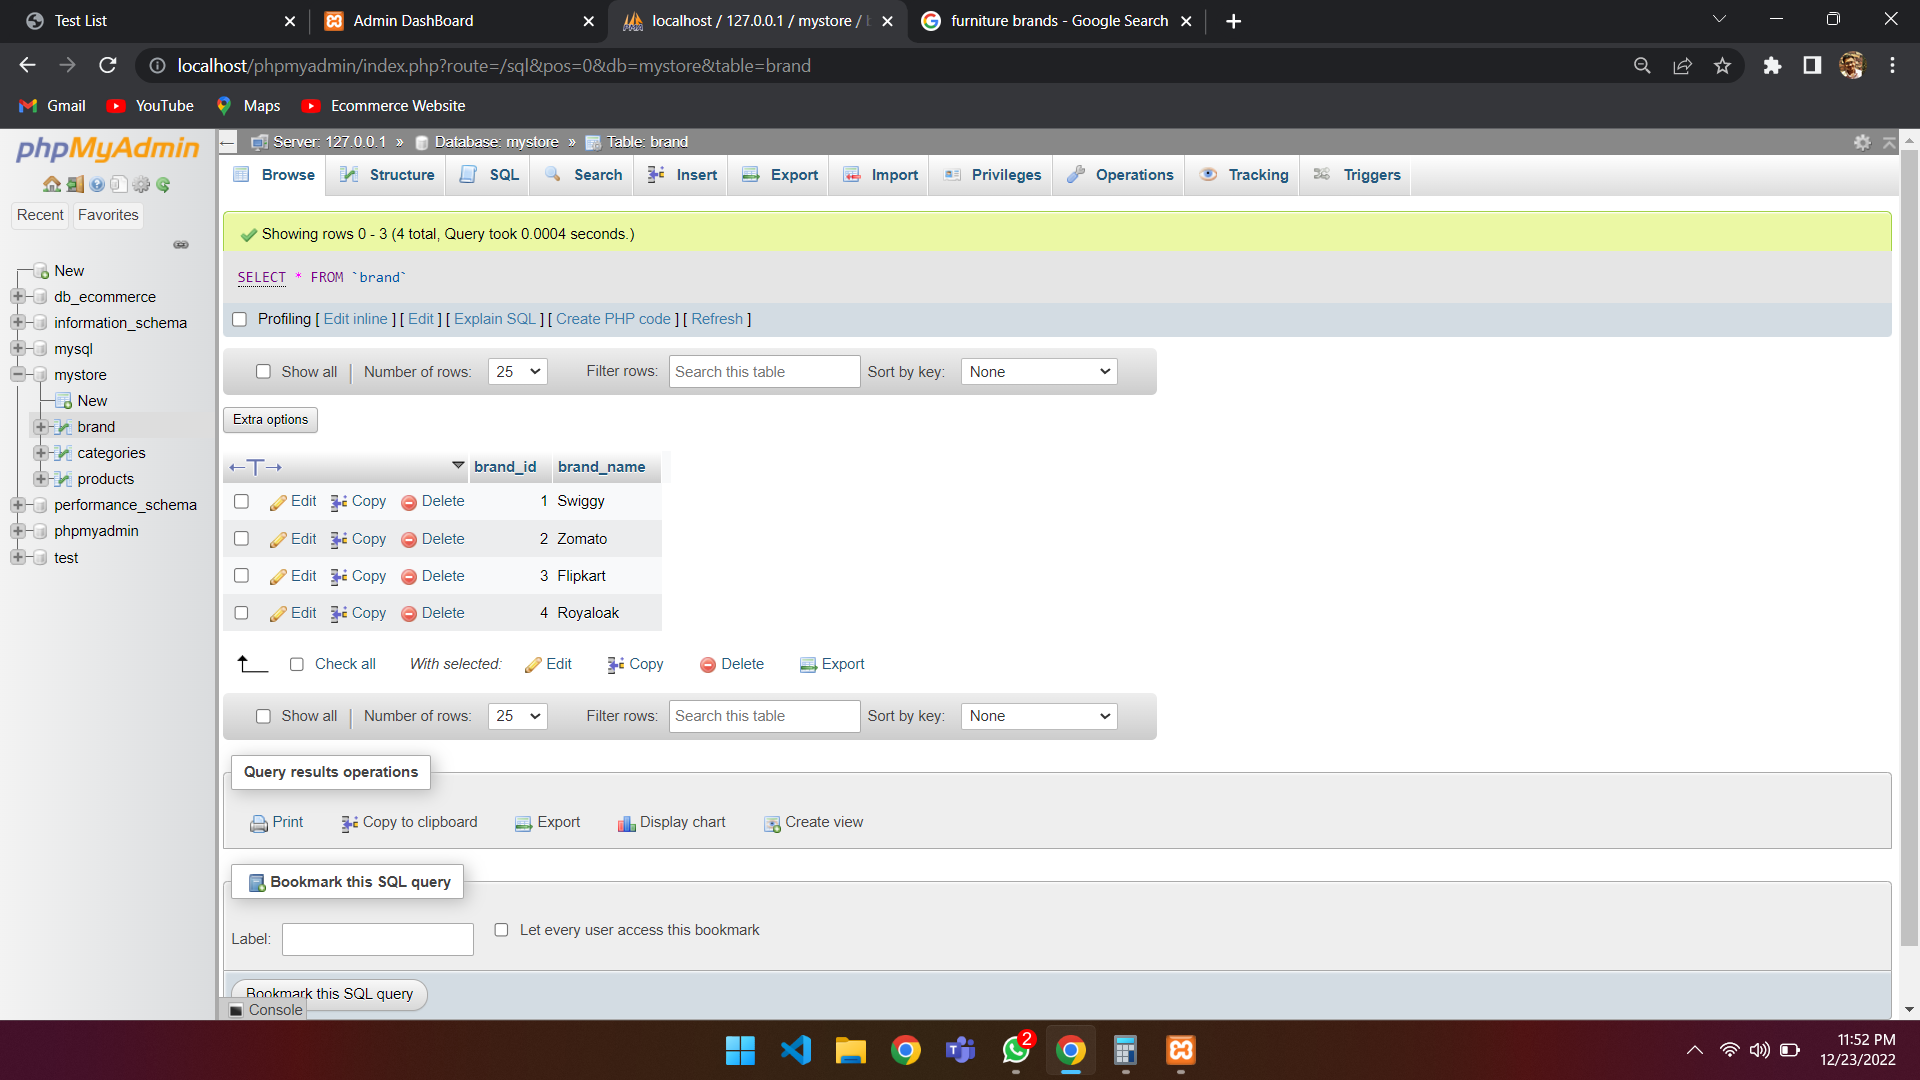 Test List
Admin DashBoard
localhost / 127.0.0.1 / mystore /
furniture brands - Google Search
localhost/phpmyadmin/index.php?route=/sql&pos=0&db=mystore&table=brand
Gmail YouTube Maps Ecommerce Website
phpMyAdmin
Recent Favorites
New
db_ecommerce
information_schema
mysql
mystore
New
brand
categories
products
performance_schema
phpmyadmin
test
Server: 127.0.0.1 » Database: mystore » Table: brand
Browse Structure SQL Search Insert Export Import Privileges Operations Tracking Triggers
Showing rows 0 - 3 (4 total, Query took 0.0004 seconds.)
SELECT * FROM `brand`
Profiling [ Edit inline ] [ Edit ] [ Explain SQL ] [ Create PHP code ] [ Refresh ]
Show all | Number of rows: 25 Filter rows: Search this table Sort by key: None
Extra options
←T→ brand_id brand_name
Edit Copy Delete 1 Swiggy
Edit Copy Delete 2 Zomato
Edit Copy Delete 3 Flipkart
Edit Copy Delete 4 Royaloak
Check all With selected: Edit Copy Delete Export
Show all | Number of rows: 25 Filter rows: Search this table Sort by key: None
Query results operations
Print Copy to clipboard Export Display chart Create view
Bookmark this SQL query
Label: Let every user access this bookmark
Bookmark this SQL query
Console
2
11:52 PM
12/23/2022